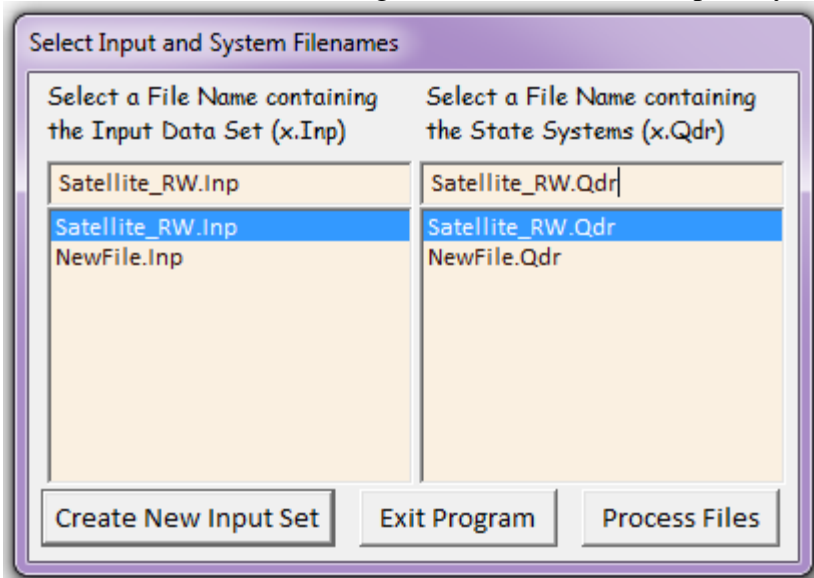 Select Input and System Filenames
Select a File Name containing
the Input Data Set (x.Inp)
Select a File Name containing
the State Systems (x.Qdr)
Satellite_RW.Inp
Satellite_RW.Qdr
Satellite_RW.Inp
NewFile.Inp
Satellite_RW.Qdr
NewFile.Qdr
Create New Input Set
Exit Program
Process Files